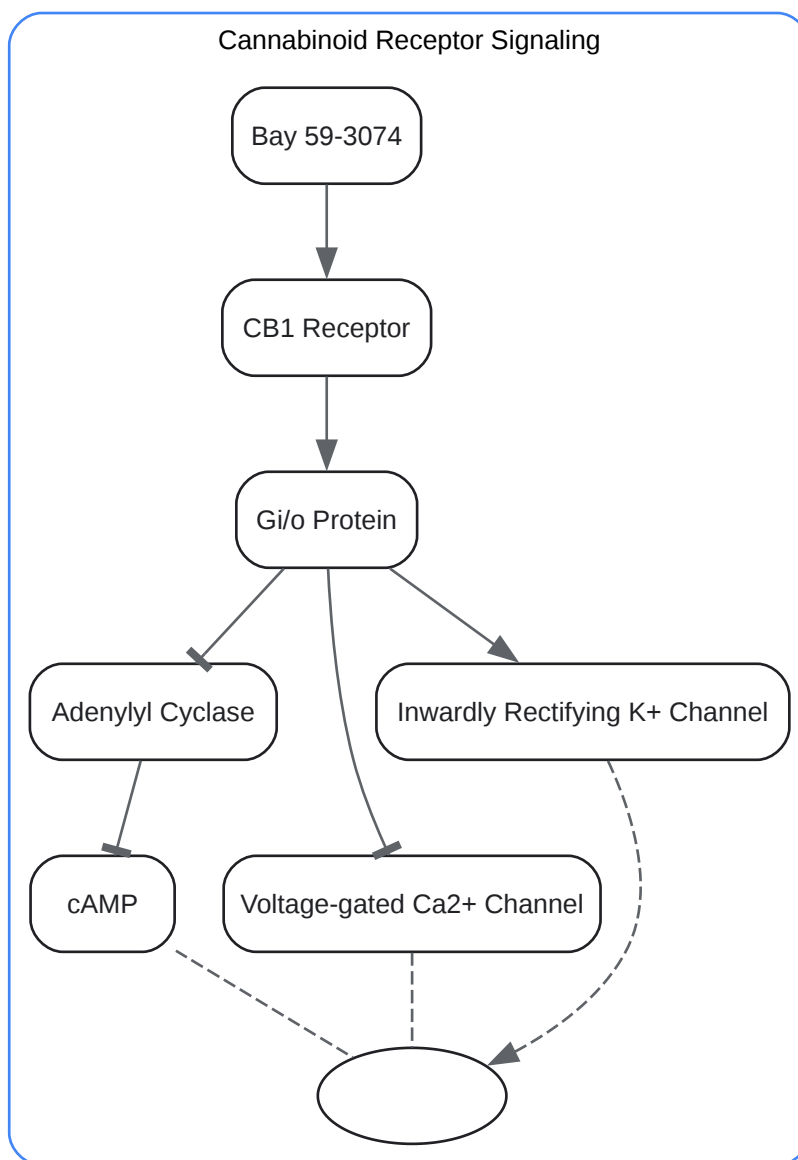 Cannabinoid Receptor Signaling
Bay 59-3074
CB1 Receptor
Gi/o Protein
Adenylyl Cyclase
Inwardly Rectifying K+ Channel
cAMP
Voltage-gated Ca2+ Channel